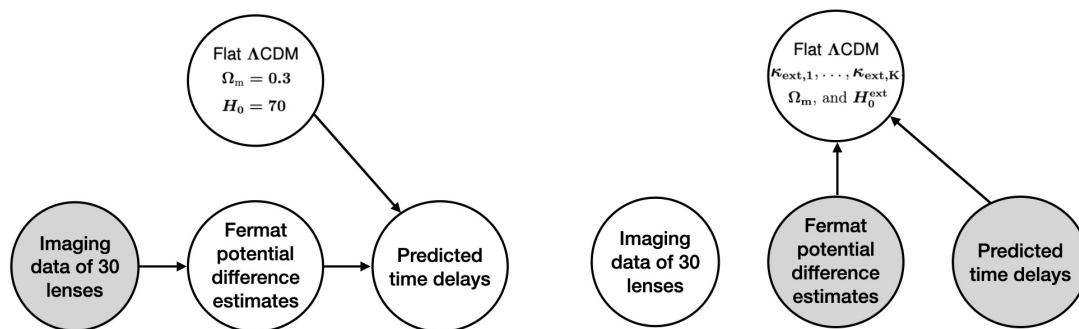 Flat ΛCDM
Ωm = 0.3
H0 = 70
Imaging
data of 30
lenses
Fermat
potential
difference
estimates
Predicted
time delays
Flat ΛCDM
κext,1, . . . , κext,K
Ωm, and H0^ext
Imaging
data of 30
lenses
Fermat
potential
difference
estimates
Predicted
time delays